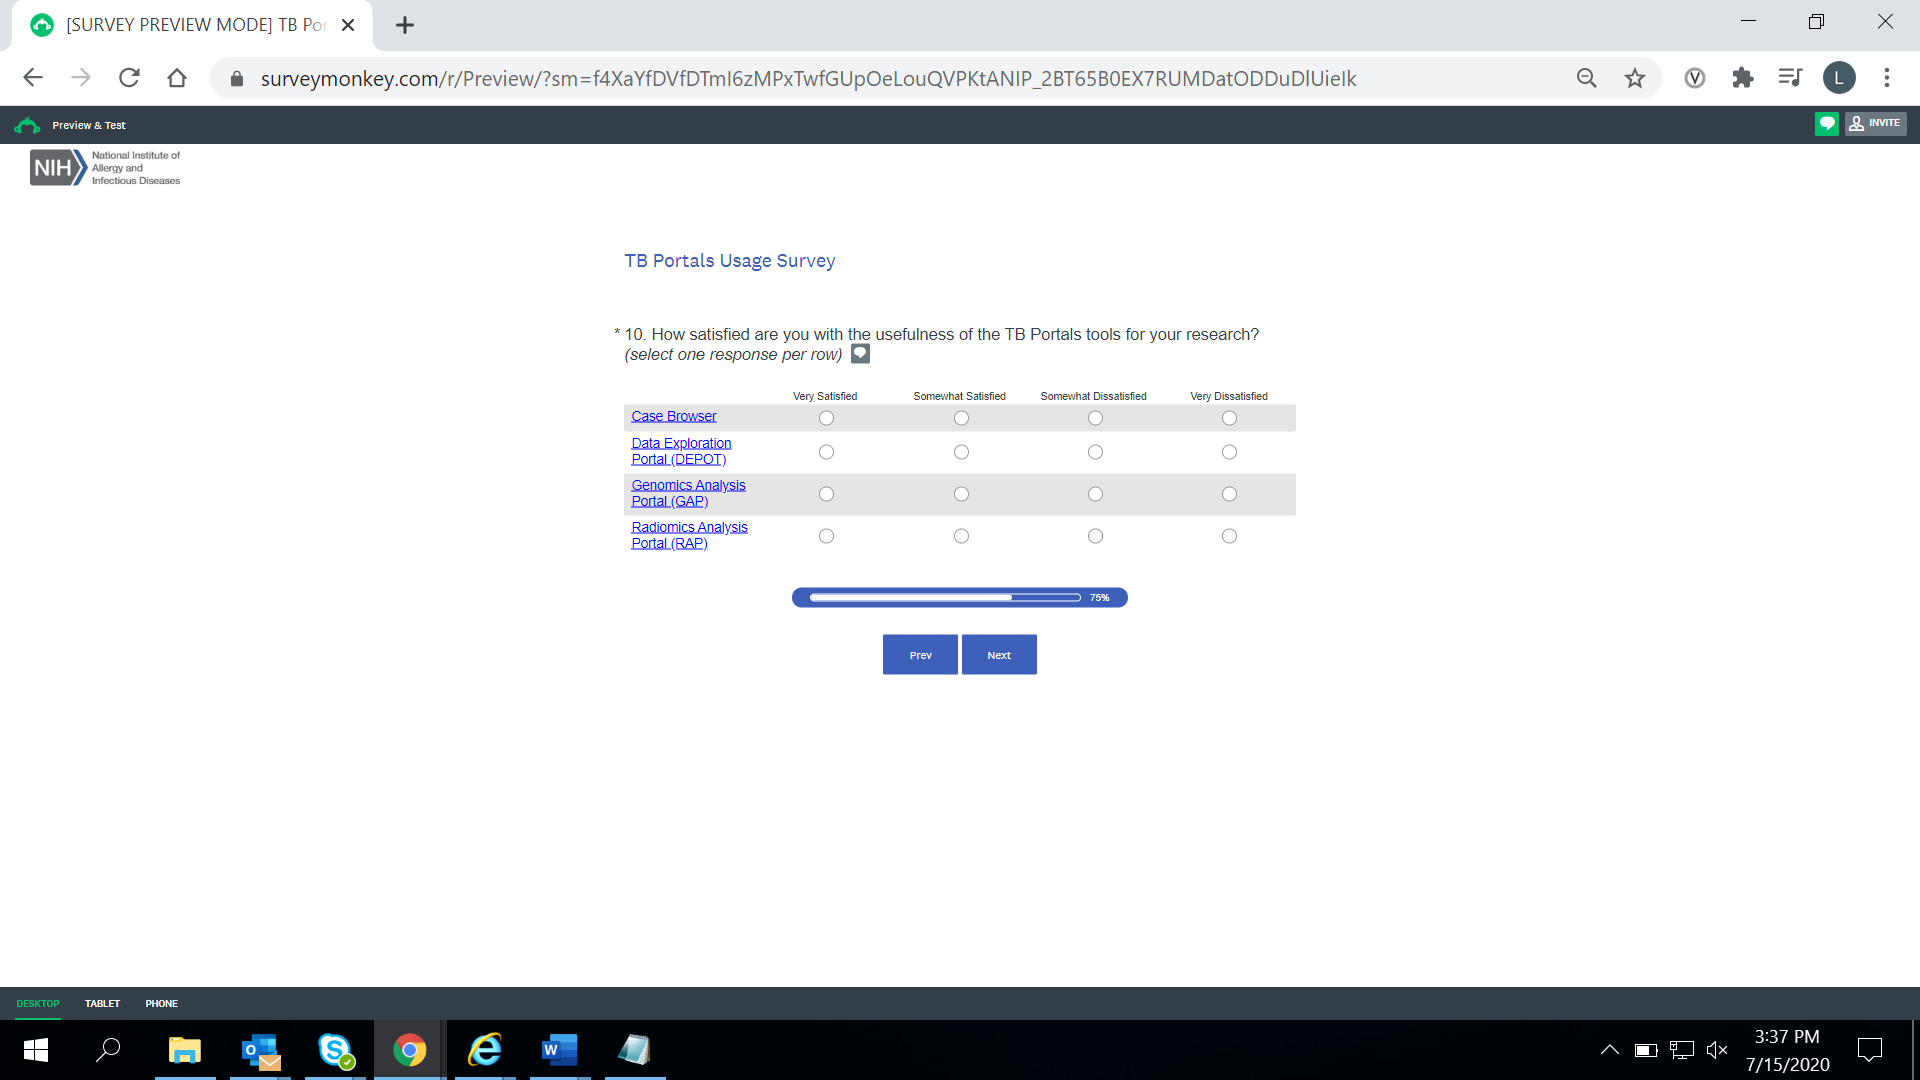 [SURVEY PREVIEW MODE] TB Por
surveymonkey.com/r/Preview/?sm=f4XaYfDVfDTmI6zMPxTwfGUpOeLouQVPKtANIP_2BT65B0EX7RUMDatODDuDlUieIk
L
Preview & Test
INVITE
NIH
National Institute of
Allergy and
Infectious Diseases
TB Portals Usage Survey
* 10. How satisfied are you with the usefulness of the TB Portals tools for your research?
(select one response per row)
Very Satisfied Somewhat Satisfied Somewhat Dissatisfied Very Dissatisfied
Case Browser
Data Exploration
Portal (DEPOT)
Genomics Analysis
Portal (GAP)
Radiomics Analysis
Portal (RAP)
75%
Prev Next
DESKTOP TABLET PHONE
3:37 PM
7/15/2020